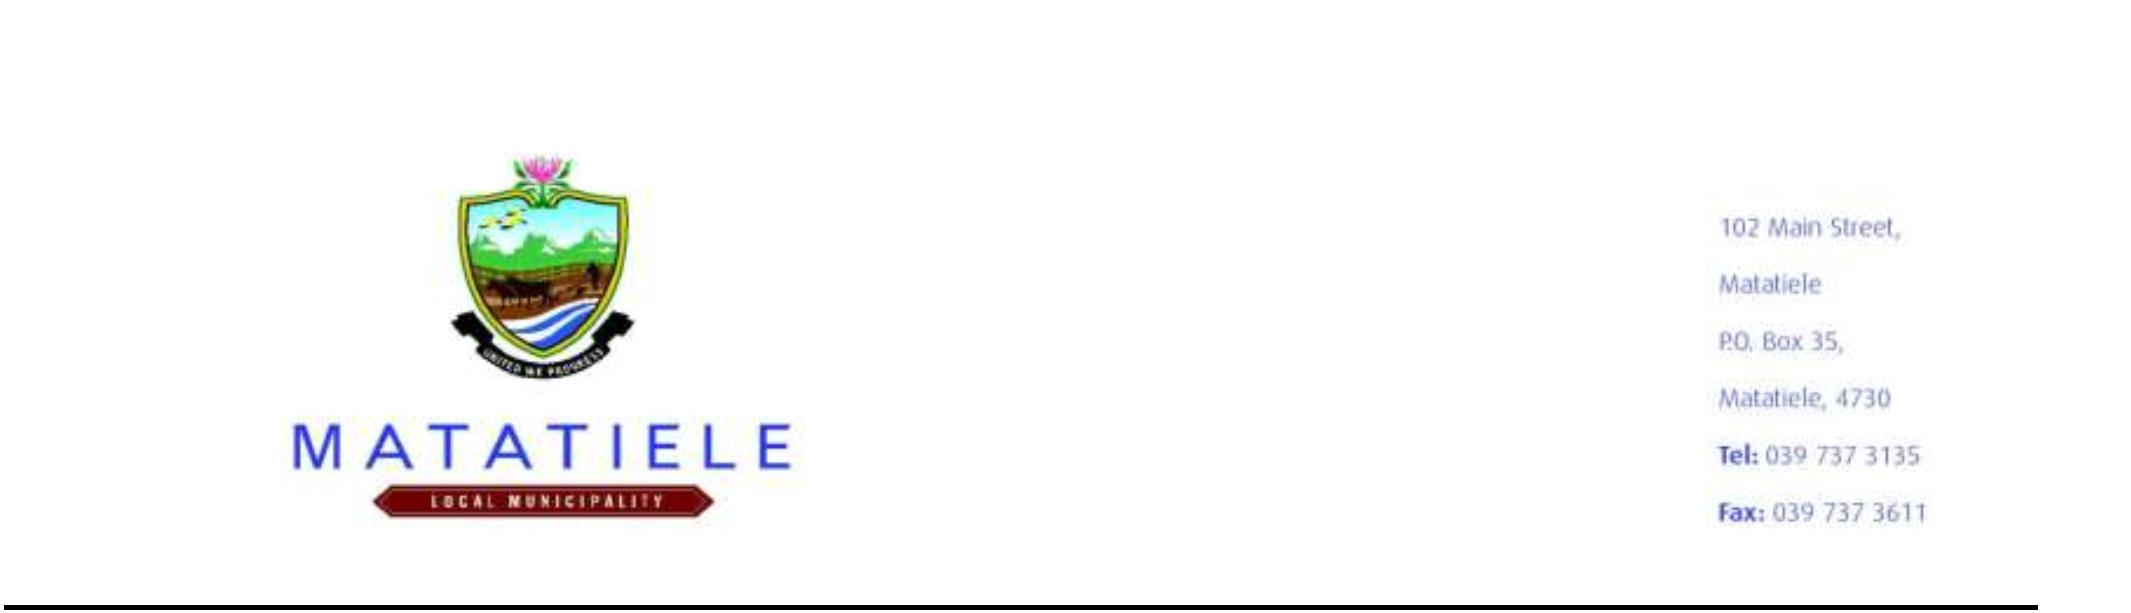 UNITED WE PROGRESS
MATATIELE
LOCAL MUNICIPALITY
102 Main Street,
Matatiele
P.O. Box 35,
Matatiele, 4730
Tel: 039 737 3135
Fax: 039 737 3611